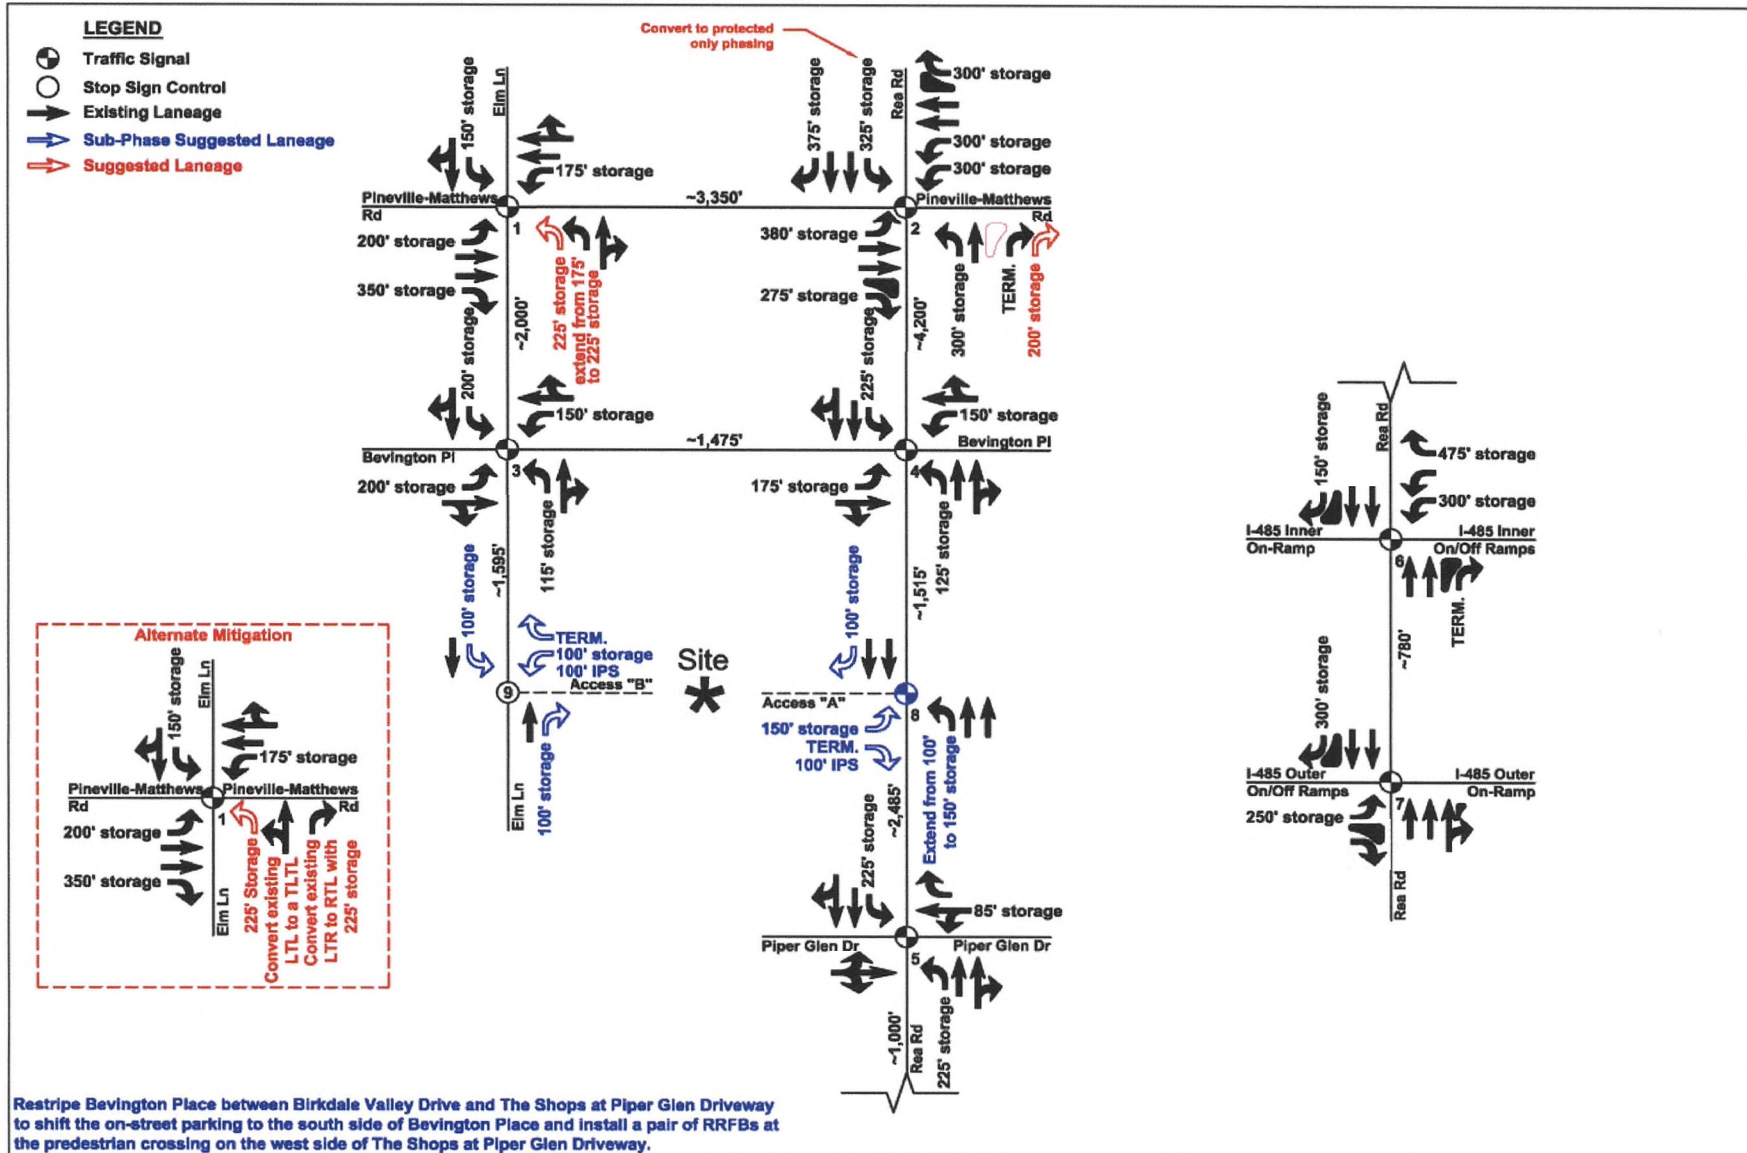 LEGEND
Traffic Signal
Stop Sign Control
Existing Laneage
Sub-Phase Suggested Laneage
Suggested Laneage
Convert to protected
only phasing
150' storage
Elm Ln
175' storage
Pineville-Matthews
Rd
1
200' storage
350' storage
225' storage
extend from 175'
to 225' storage
~3,350'
~2,000'
375' storage
325' storage
Rea Rd
300' storage
300' storage
300' storage
Pineville-Matthews
Rd
2
380' storage
275' storage
300' storage
TERM.
200' storage
~4,200'
200' storage
150' storage
Bevington Pl
3
200' storage
115' storage
~1,475'
~1,595'
225' storage
150' storage
Bevington Pl
4
175' storage
125' storage
~1,515'
100' storage
TERM.
100' storage
100' IPS
9
Access "B"
Elm Ln
100' storage
Site
100' storage
Access "A"
8
150' storage
TERM.
100' IPS
Extend from 100'
to 150' storage
~2,485'
225' storage
85' storage
Piper Glen Dr
Piper Glen Dr
5
225' storage
~1,000'
Rea Rd
150' storage
Rea Rd
475' storage
300' storage
I-485 Inner
On-Ramp
I-485 Inner
On/Off Ramps
6
TERM.
~780'
300' storage
I-485 Outer
On/Off Ramps
I-485 Outer
On-Ramp
7
250' storage
Rea Rd
Alternate Mitigation
150' storage
Elm Ln
175' storage
Pineville-Matthews
Rd
Pineville-Matthews
Rd
1
200' storage
350' storage
Elm Ln
225' Storage
Convert existing
LTL to a TLTL
Convert existing
LTR to RTL with
225' storage
Restripe Bevington Place between Birkdale Valley Drive and The Shops at Piper Glen Driveway
to shift the on-street parking to the south side of Bevington Place and install a pair of RRFBs at
the predestrian crossing on the west side of The Shops at Piper Glen Driveway.